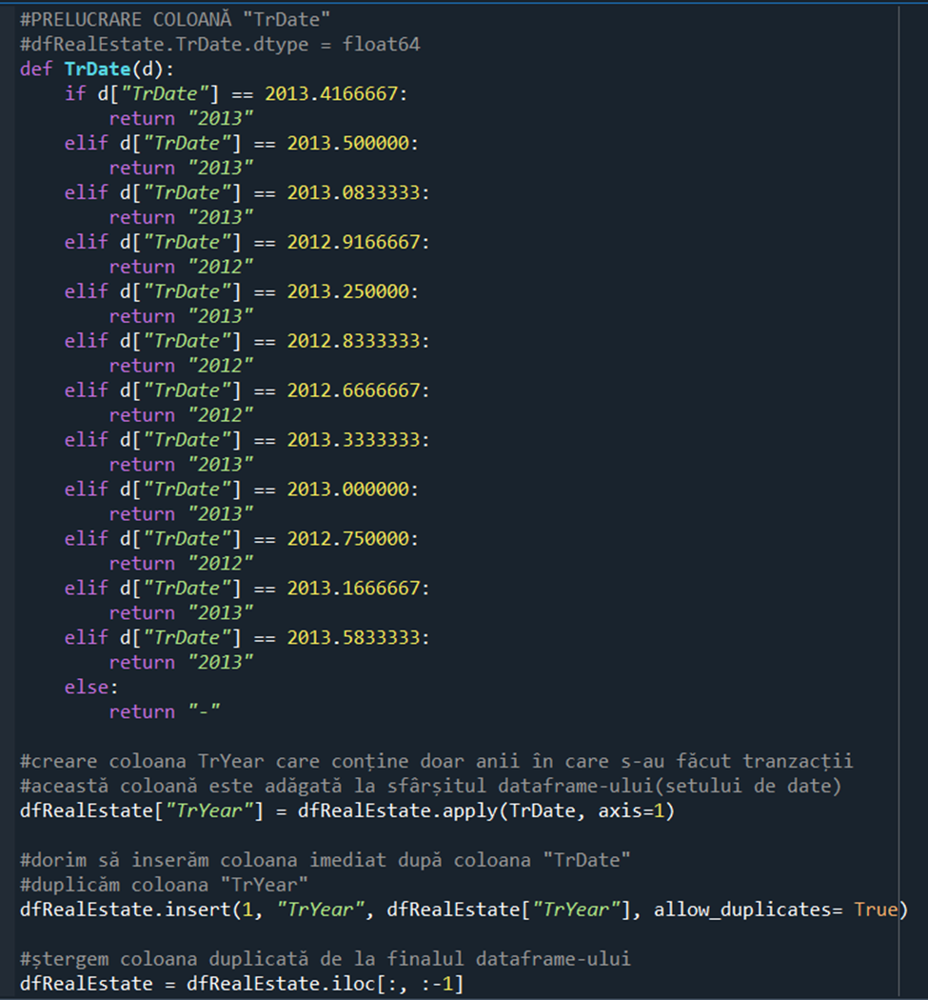 #PRELUCRARE COLOANĂ "TrDate"
#dfRealEstate.TrDate.dtype = float64
def TrDate(d):
    if d["TrDate"] == 2013.4166667:
        return "2013"
    elif d["TrDate"] == 2013.500000:
        return "2013"
    elif d["TrDate"] == 2013.0833333:
        return "2013"
    elif d["TrDate"] == 2012.9166667:
        return "2012"
    elif d["TrDate"] == 2013.250000:
        return "2013"
    elif d["TrDate"] == 2012.8333333:
        return "2012"
    elif d["TrDate"] == 2012.6666667:
        return "2012"
    elif d["TrDate"] == 2013.3333333:
        return "2013"
    elif d["TrDate"] == 2013.000000:
        return "2013"
    elif d["TrDate"] == 2012.750000:
        return "2012"
    elif d["TrDate"] == 2013.1666667:
        return "2013"
    elif d["TrDate"] == 2013.5833333:
        return "2013"
    else:
        return "-"
#creare coloana TrYear care conține doar anii în care s-au făcut tranzacții
#această coloană este adăgată la sfârșitul dataframe-ului(setului de date)
dfRealEstate["TrYear"] = dfRealEstate.apply(TrDate, axis=1)
#dorim să inserăm coloana imediat după coloana "TrDate"
#duplicăm coloana "TrYear"
dfRealEstate.insert(1, "TrYear", dfRealEstate["TrYear"], allow_duplicates= True)
#ștergem coloana duplicată de la finalul dataframe-ului
dfRealEstate = dfRealEstate.iloc[:, :-1]